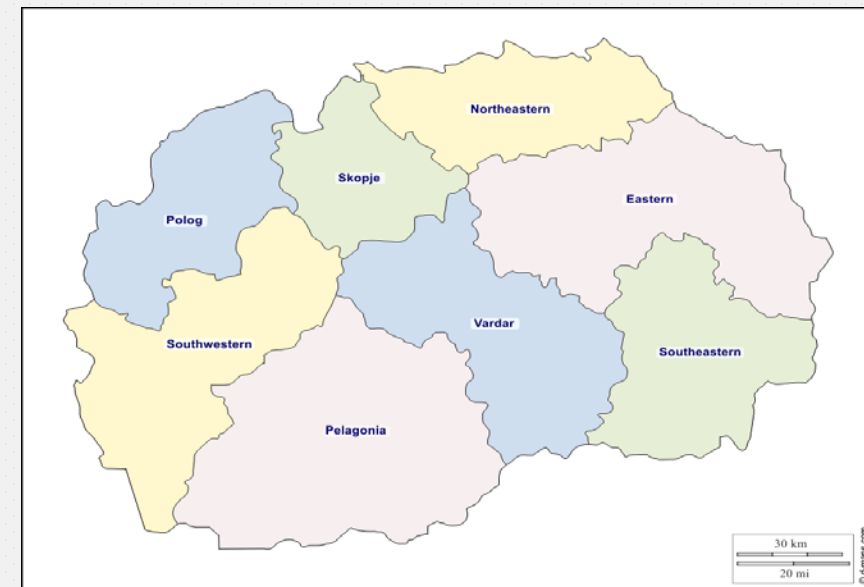 Northeastern
Skopje
Eastern
Polog
Vardar
Southwestern
Southeastern
Pelagonia
30 km
20 mi